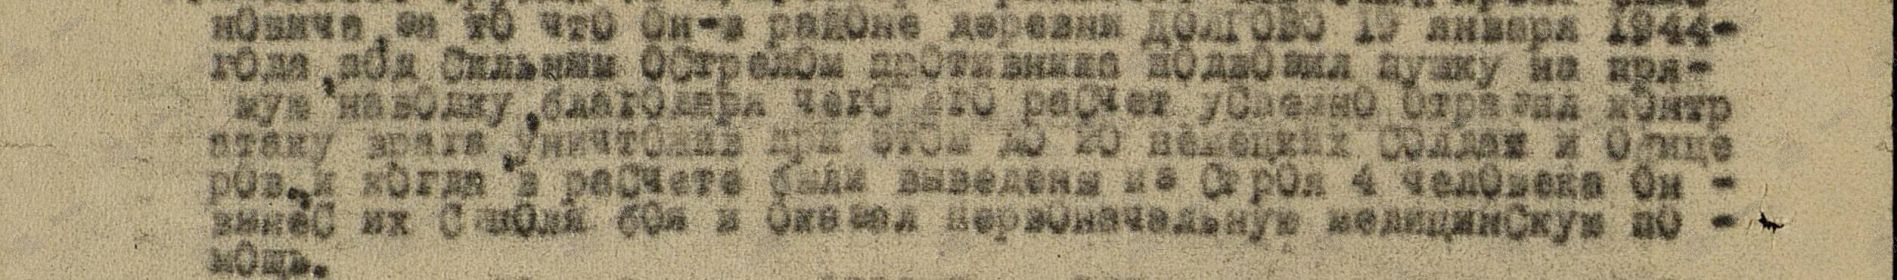 новича, за то что он-в районе деревни ДОЛГОВО 19 января 1944-
года, под сильным обстрелом противника подвозил пушку на пря-
мую наводку, благодаря чего его расчет успешно отразил контр
атаку врага, уничтожив при этом до 20 немецких солдат и офице
ров, и когда в расчете были выведены из строя 4 человека он -
вынес их с поля боя и оказал первоначальную медицинскую по -
мощь.